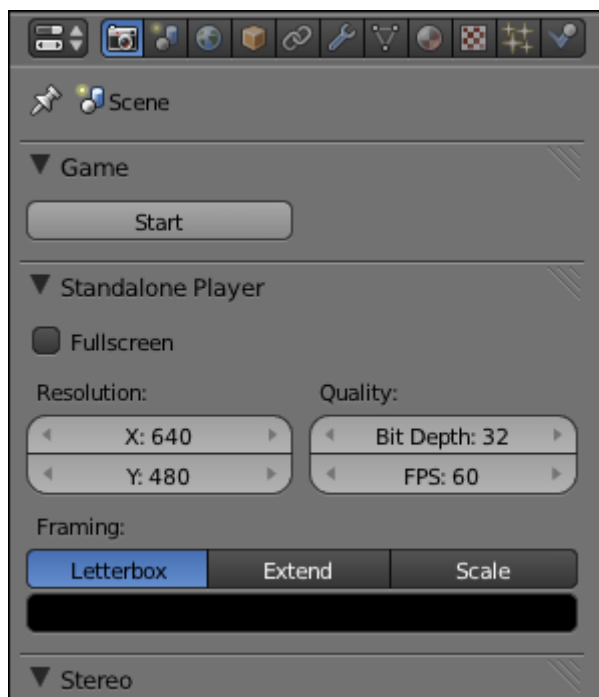 Scene
Game
Start
Standalone Player
Fullscreen
Resolution: Quality:
X: 640 Bit Depth: 32
Y: 480 FPS: 60
Framing:
Letterbox Extend Scale
Stereo